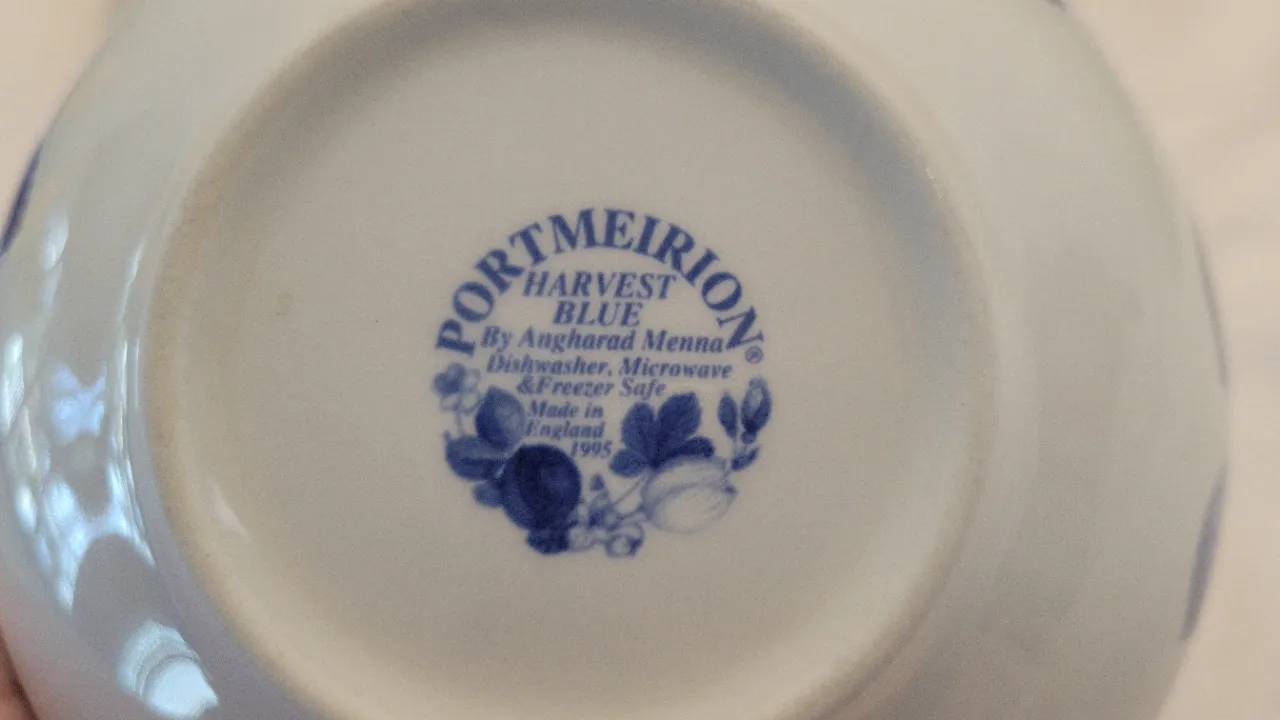 PORTMEIRION®
HARVEST
BLUE
By Angharad Menna
Dishwasher, Microwave
&Freezer Safe
Made in
England
1995